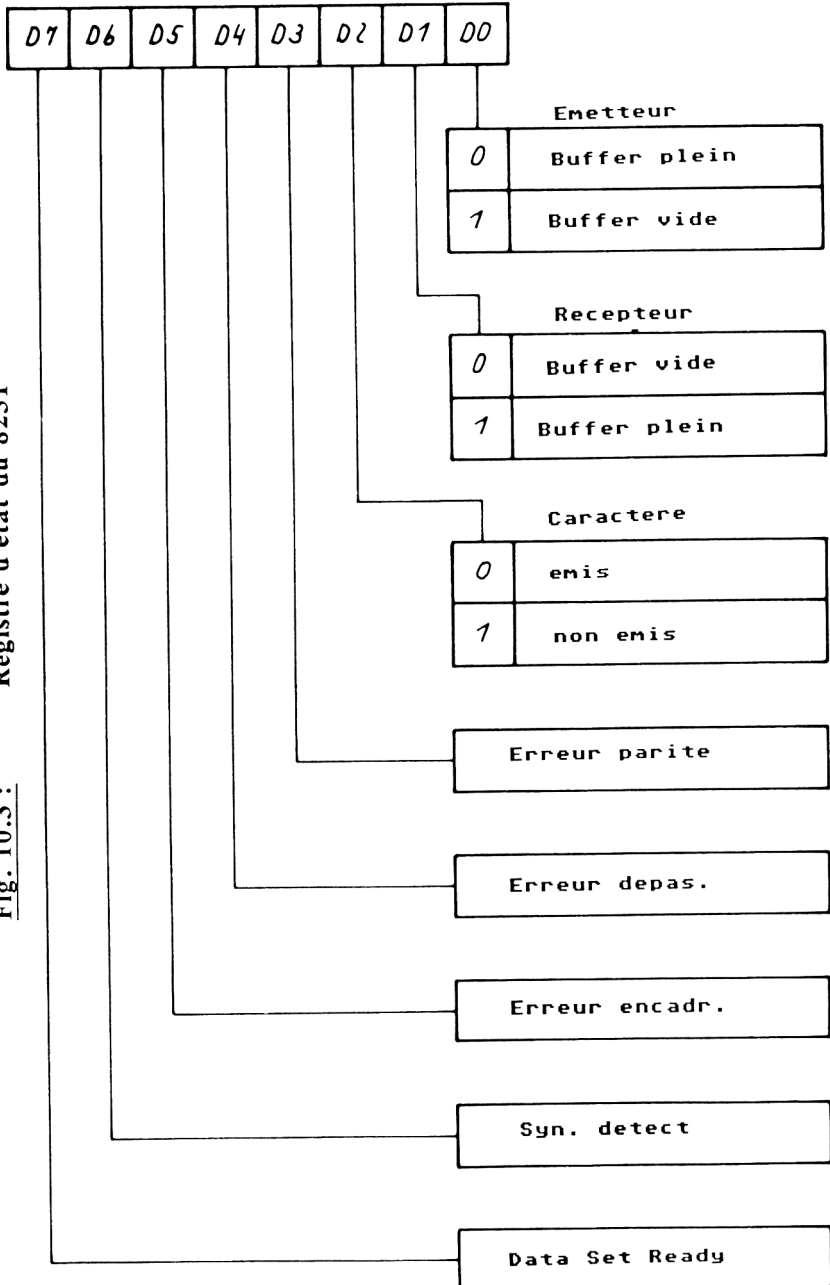 D7 D6 D5 D4 D3 D2 D1 D0
Emetteur
0 Buffer plein
1 Buffer vide
Recepteur
0 Buffer vide
1 Buffer plein
Caractere
0 emis
1 non emis
Erreur parite
Erreur depas.
Erreur encadr.
Syn. detect
Data Set Ready
Fig. 10.3 : Registre d'état du 8251